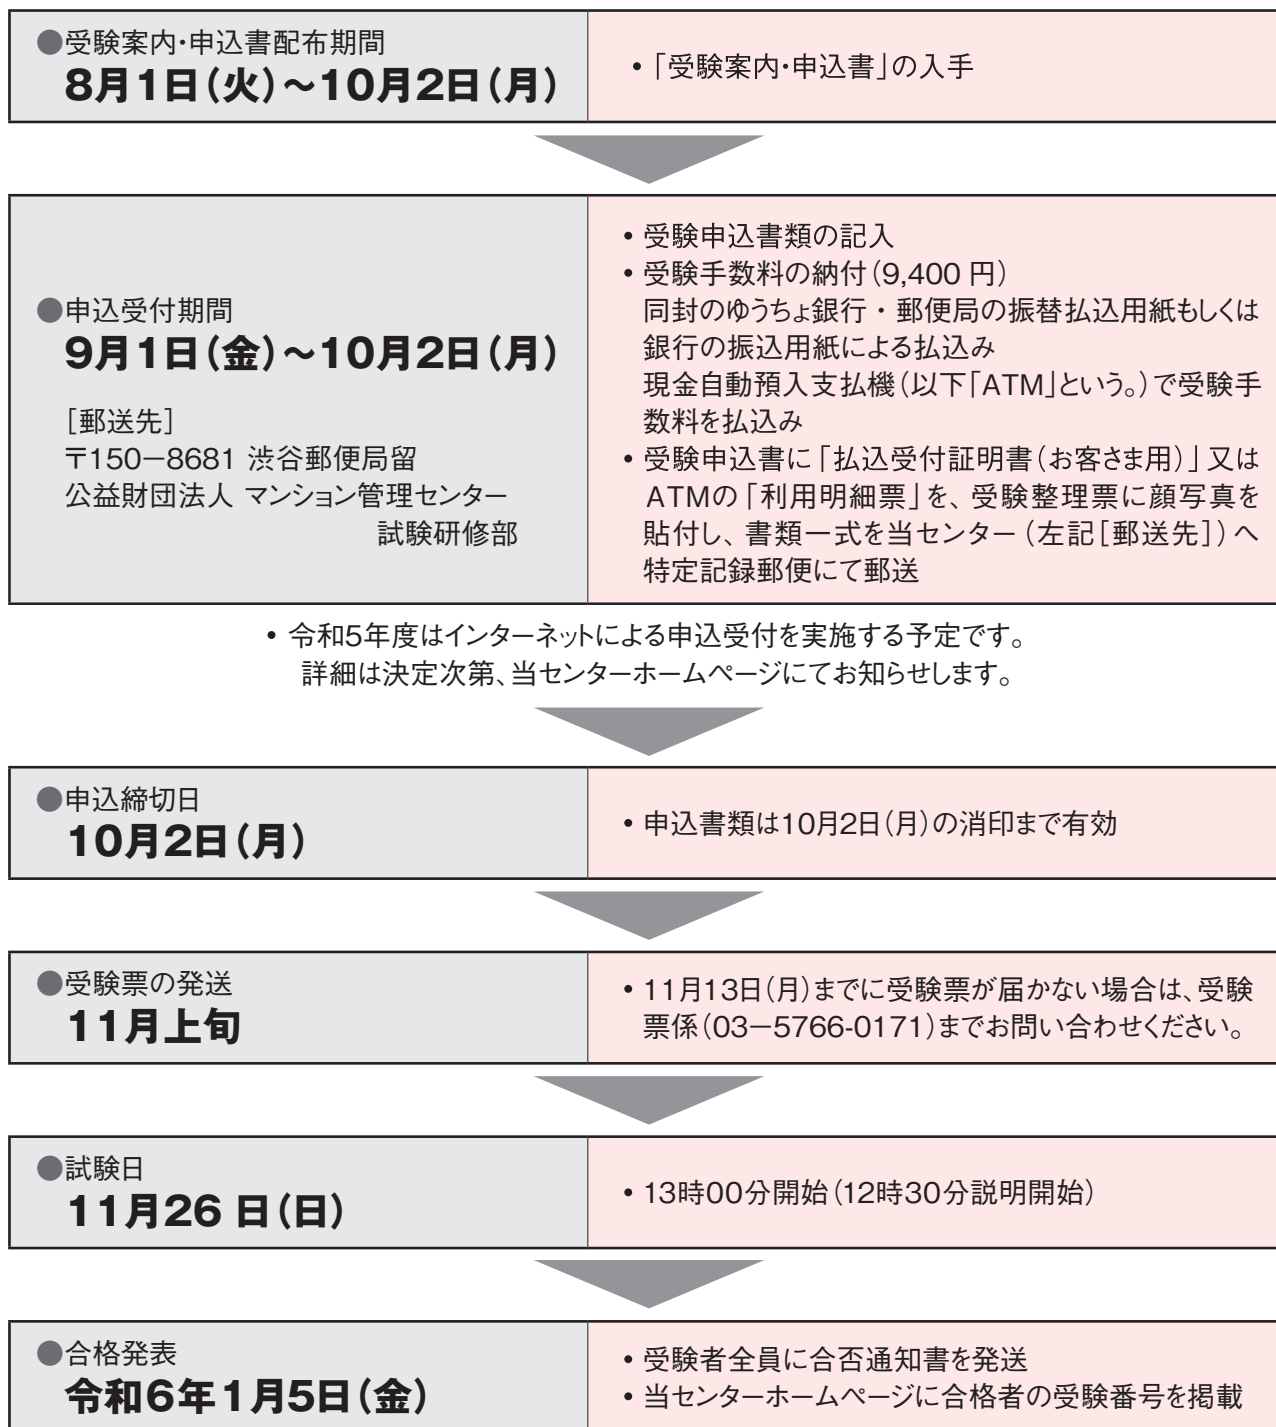 ●受験案内・申込書配布期間
8月1日(火)〜10月2日(月)
•「受験案内・申込書」の入手
●申込受付期間
9月1日(金)〜10月2日(月)
［郵送先］
〒150−8681 渋谷郵便局留
公益財団法人 マンション管理センター
試験研修部
• 受験申込書類の記入
• 受験手数料の納付(9,400 円)
同封のゆうちょ銀行・郵便局の振替払込用紙もしくは
銀行の振込用紙による払込み
現金自動預入支払機(以下「ATM」という。)で受験手
数料を払込み
• 受験申込書に「払込受付証明書(お客さま用)」又は
ATMの「利用明細票」を、受験整理票に顔写真を
貼付し、書類一式を当センター(左記［郵送先］)へ
特定記録郵便にて郵送
• 令和5年度はインターネットによる申込受付を実施する予定です。
詳細は決定次第、当センターホームページにてお知らせします。
●申込締切日
10月2日(月)
• 申込書類は10月2日(月)の消印まで有効
●受験票の発送
11月上旬
• 11月13日(月)までに受験票が届かない場合は、受験
票係(03−5766-0171)までお問い合わせください。
●試験日
11月26 日(日)
• 13時00分開始(12時30分説明開始)
●合格発表
令和6年1月5日(金)
• 受験者全員に合否通知書を発送
• 当センターホームページに合格者の受験番号を掲載